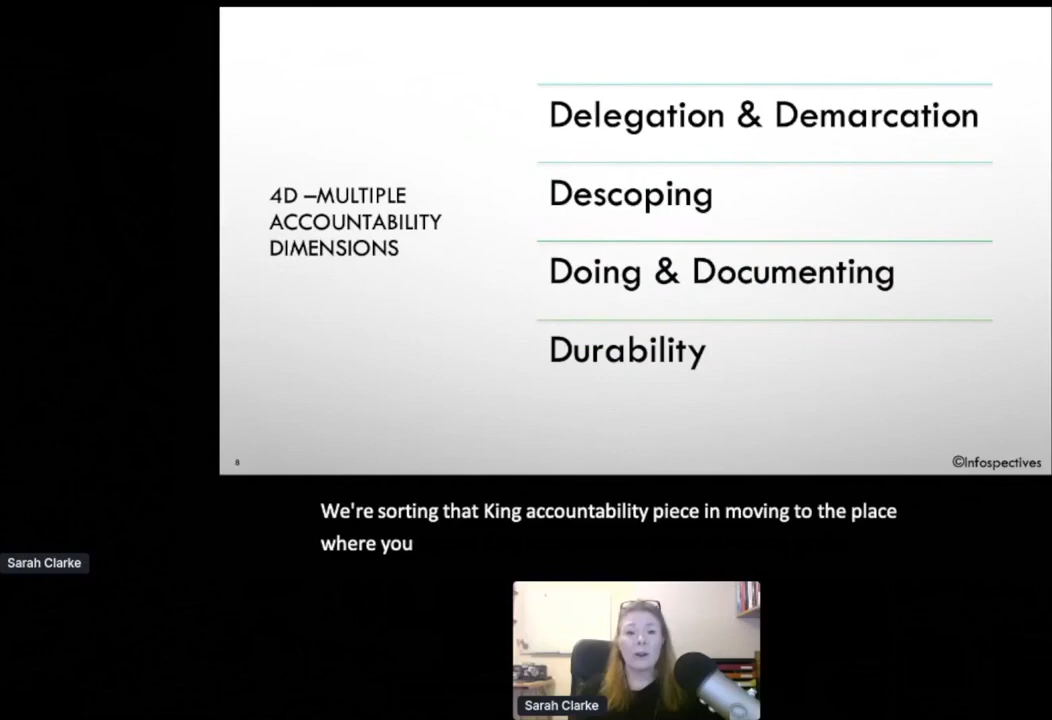 4D –MULTIPLE
ACCOUNTABILITY
DIMENSIONS
Delegation & Demarcation
Descoping
Doing & Documenting
Durability
8
©Infospectives
We're sorting that King accountability piece in moving to the place
where you
Sarah Clarke
Sarah Clarke